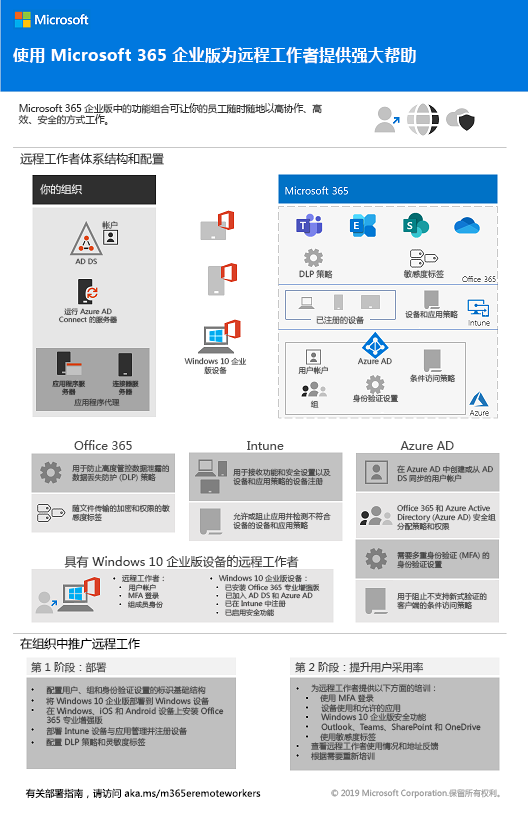 Microsoft
使用 Microsoft 365 企业版为远程工作者提供强大帮助
Microsoft 365 企业版中的功能组合可让你的员工随时随地以高协作、高
效、安全的方式工作。
远程工作者体系结构和配置
你的组织
帐户
AD DS
运行 Azure AD
Connect 的服务器
应用程序服
务器
连接器服
务器
应用程序代理
Windows 10 企业
版设备
Microsoft 365
DLP 策略
敏感度标签
Office 365
已注册的设备
设备和应用策略
Intune
Azure AD
用户帐户
组
身份验证设置
条件访问策略
Azure
Office 365
用于防止高度管控数据泄露的
数据丢失防护 (DLP) 策略
随文件传输的加密和权限的敏
感度标签
Intune
用于接收功能和安全设置以及
设备和应用策略的设备注册
允许或阻止应用并检测不符合
设备的设备和应用策略
Azure AD
在 Azure AD 中创建或从 AD
DS 同步的用户帐户
Office 365 和 Azure Active
Directory (Azure AD) 安全组
分配策略和权限
需要多重身份验证 (MFA) 的
身份验证设置
用于阻止不支持新式验证的
客户端的条件访问策略
具有 Windows 10 企业版设备的远程工作者
• 远程工作者：
• 用户帐户
• MFA 登录
• 组成员身份
• Windows 10 企业版设备：
• 已安装 Office 365 专业增强版
• 已加入 AD DS 和 Azure AD
• 已在 Intune 中注册
• 已启用安全功能
在组织中推广远程工作
第 1 阶段：部署
• 配置用户、组和身份验证设置的标识基础结构
• 将 Windows 10 企业版部署到 Windows 设备
• 在 Windows、iOS 和 Android 设备上安装 Office
365 专业增强版
• 部署 Intune 设备与应用管理并注册设备
• 配置 DLP 策略和灵敏度标签
第 2 阶段：提升用户采用率
• 为远程工作者提供以下方面的培训：
• 使用 MFA 登录
• 设备使用和允许的应用
• Windows 10 企业版安全功能
• Outlook、Teams、SharePoint 和 OneDrive
• 使用敏感度标签
• 查看远程工作者使用情况和地址反馈
• 根据需要重新培训
有关部署指南，请访问 aka.ms/m365eremoteworkers
© 2019 Microsoft Corporation.保留所有权利。